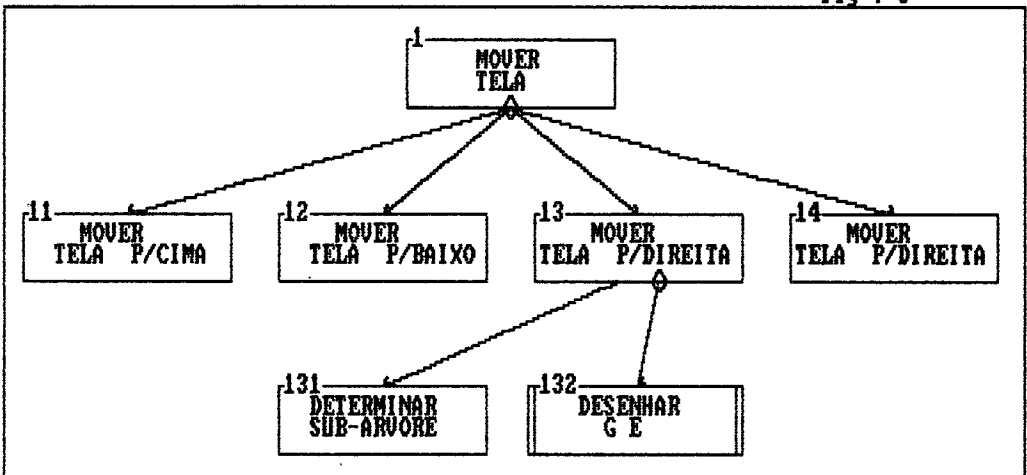 1
MOVER
TELA
11
MOVER
TELA P/CIMA
12
MOVER
TELA P/BAIXO
13
MOVER
TELA P/DIREITA
14
MOVER
TELA P/DIREITA
131
DETERMINAR
SUB-ARVORE
132
DESENHAR
G E